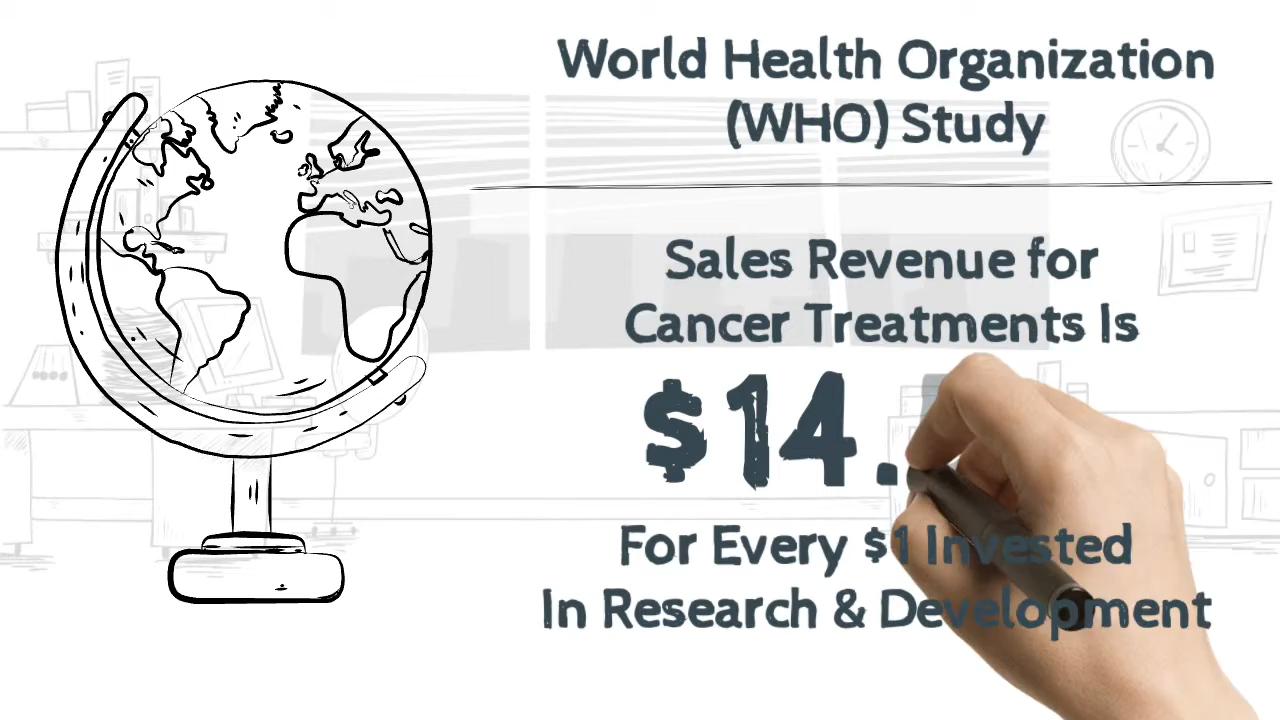 World Health Organization
(WHO) Study
Sales Revenue for
Cancer Treatments Is
$14.
For Every $1 Invested
In Research & Development